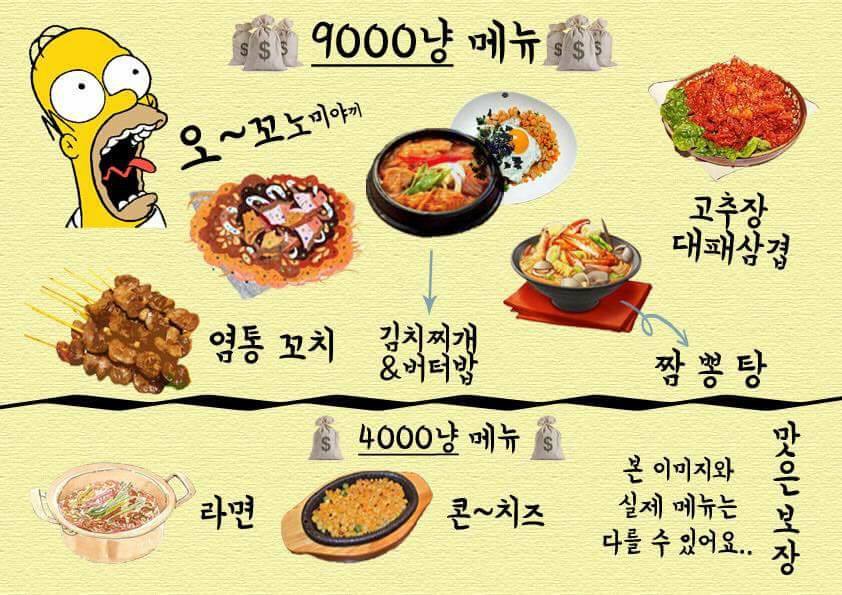 9000냥 메뉴
오~꼬노미야끼
고추장
대패삼겹
염통 꼬치
김치찌개
&버터밥
짬뽕탕
4000냥 메뉴
라면
콘~치즈
본 이미지와
실제 메뉴는
다를 수 있어요..
맛은보장